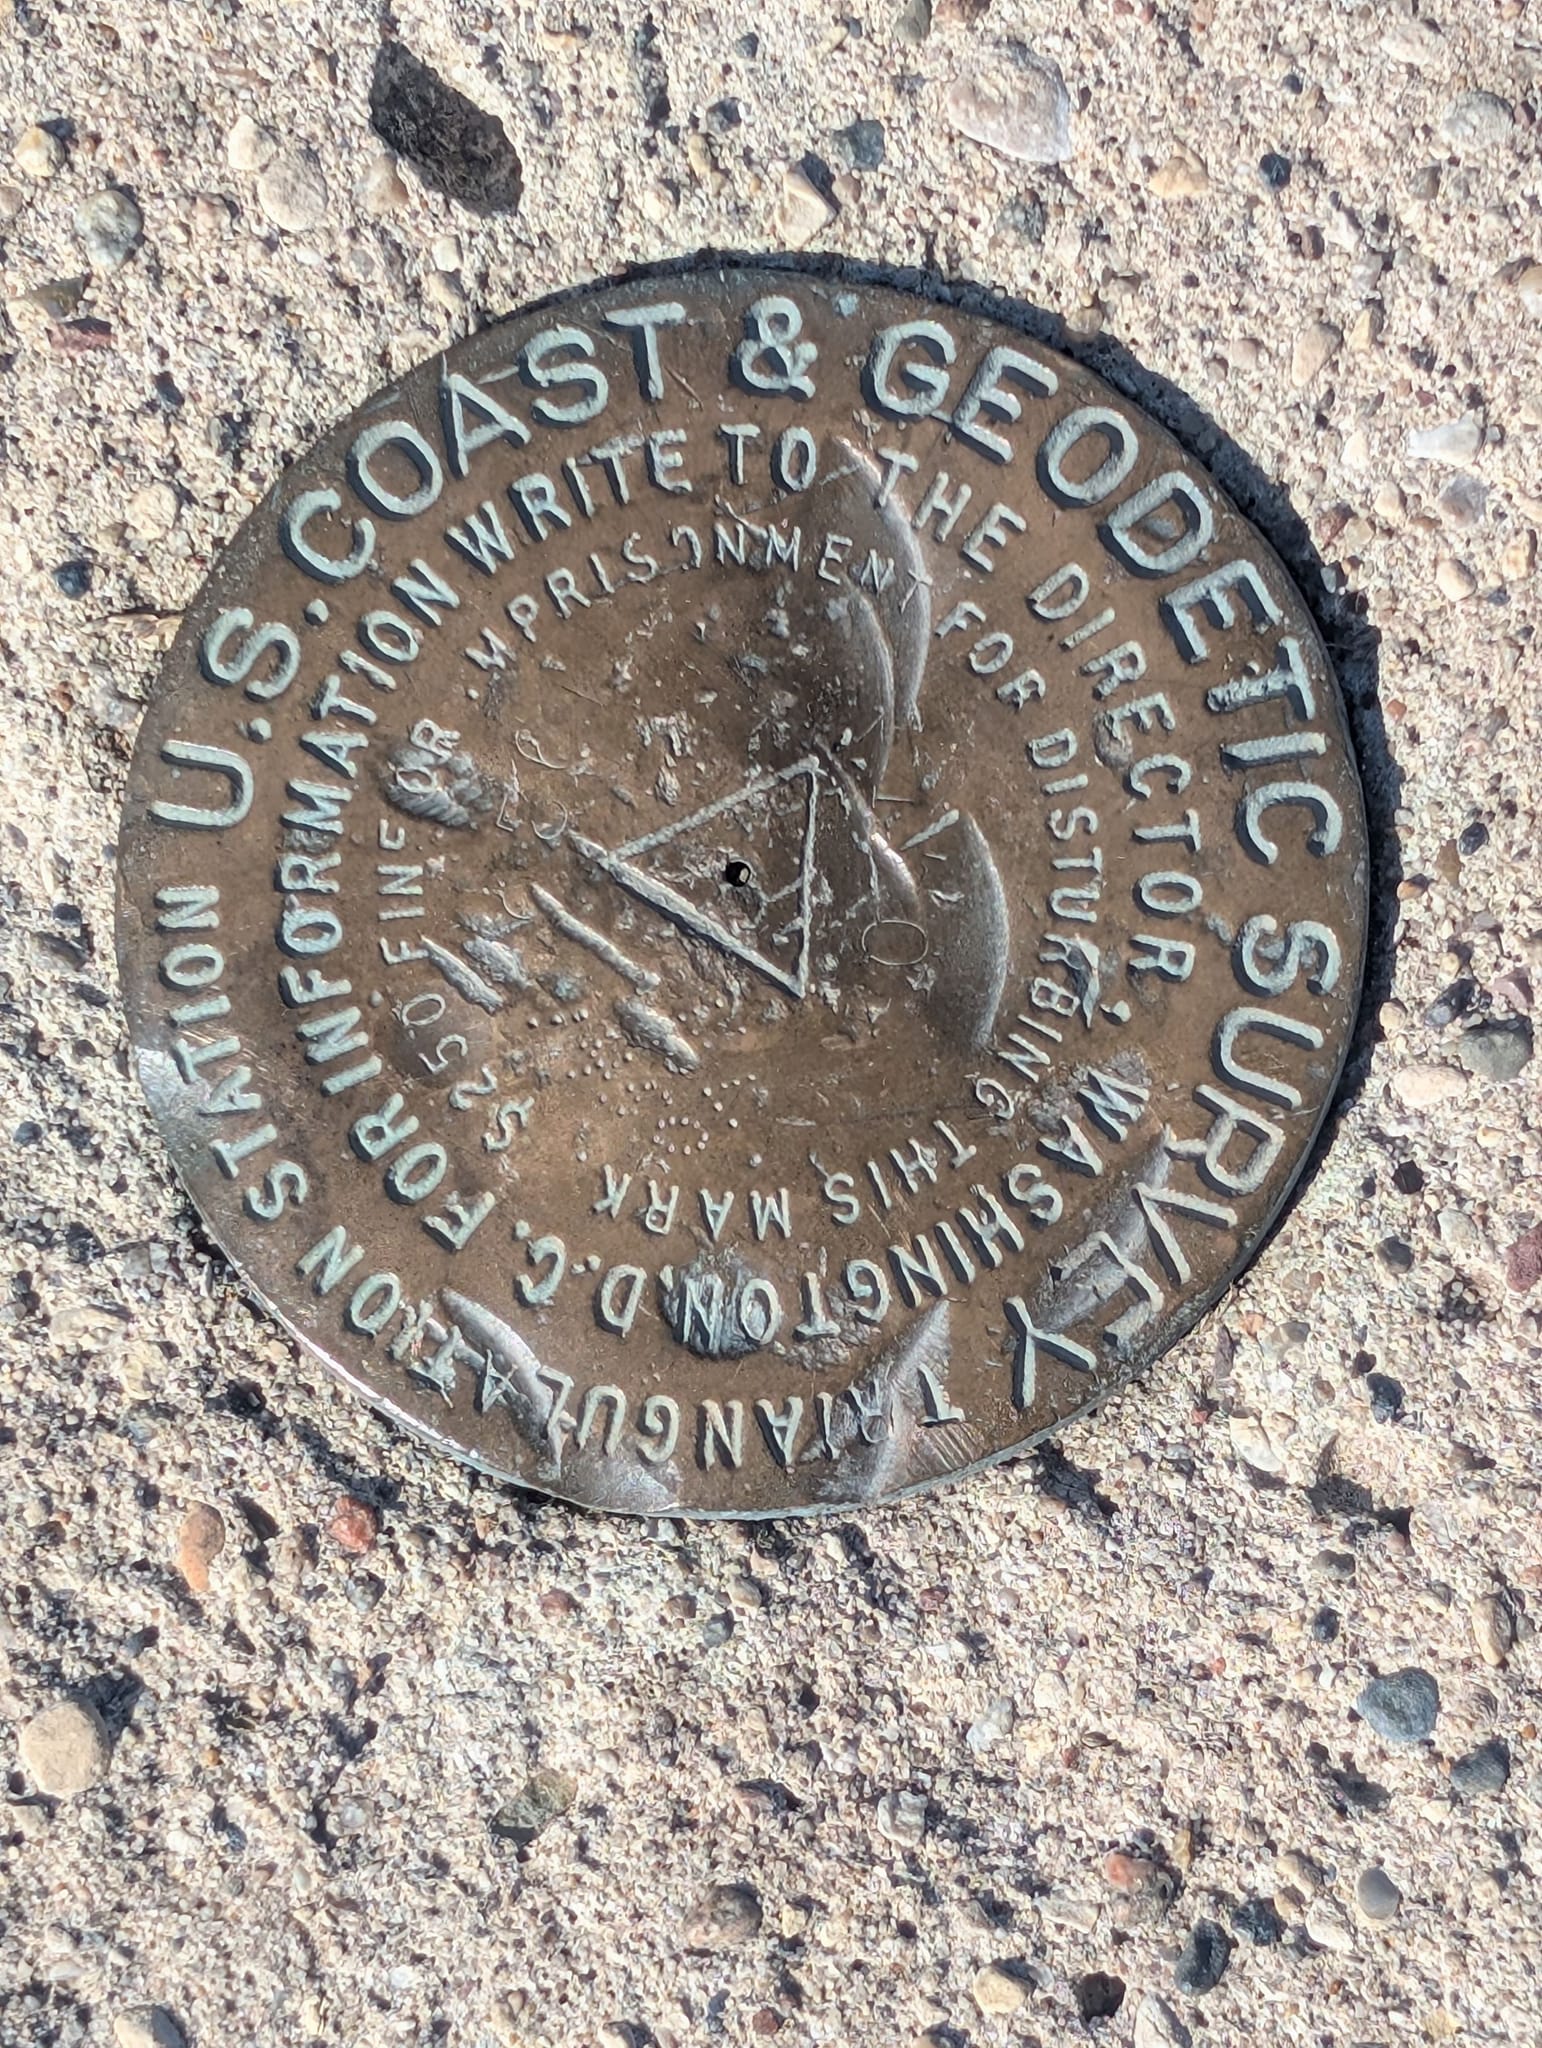 U.S. COAST & GEODETIC SURVEY
TRIANGULATION STATION
FOR INFORMATION WRITE TO THE DIRECTOR, WASHINGTON, D.C.
$250 FINE OR IMPRISONMENT FOR DISTURBING THIS MARK